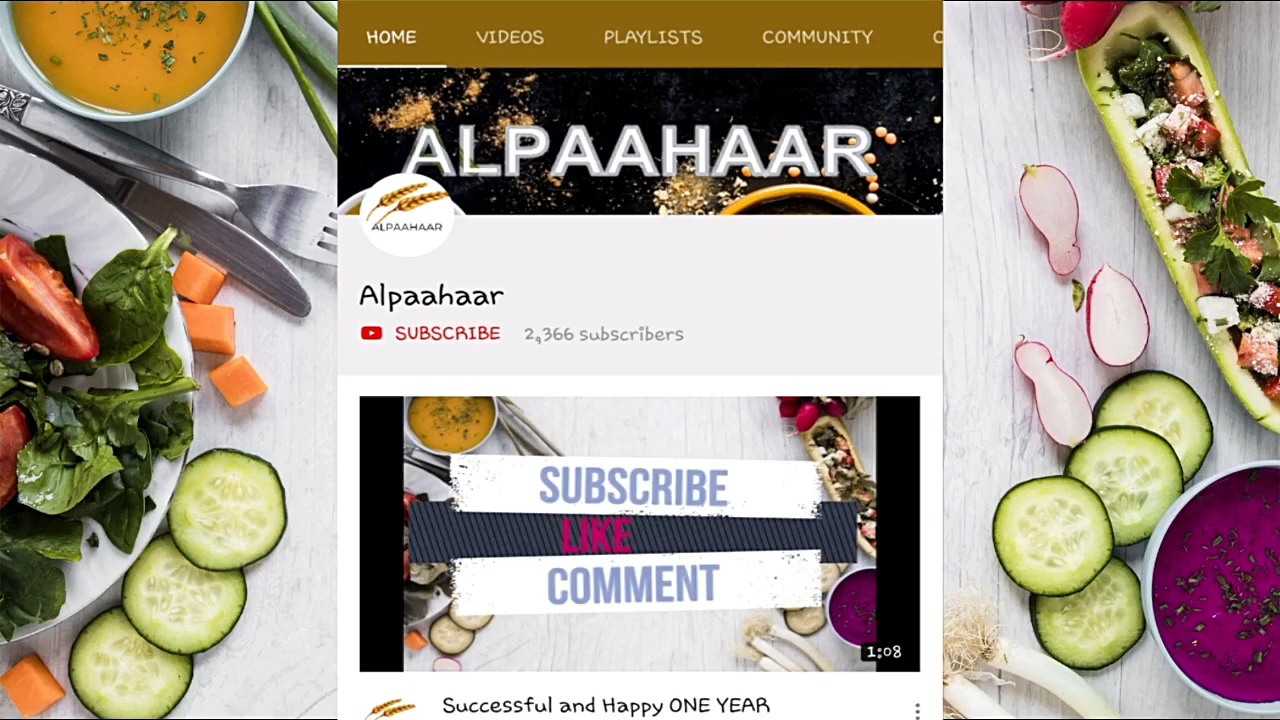 HOME VIDEOS PLAYLISTS COMMUNITY
ALPAAHAAR
ALPAAHAAR
Alpaahaar
SUBSCRIBE 2,366 subscribers
SUBSCRIBE
LIKE
COMMENT
1:08
Successful and Happy ONE YEAR